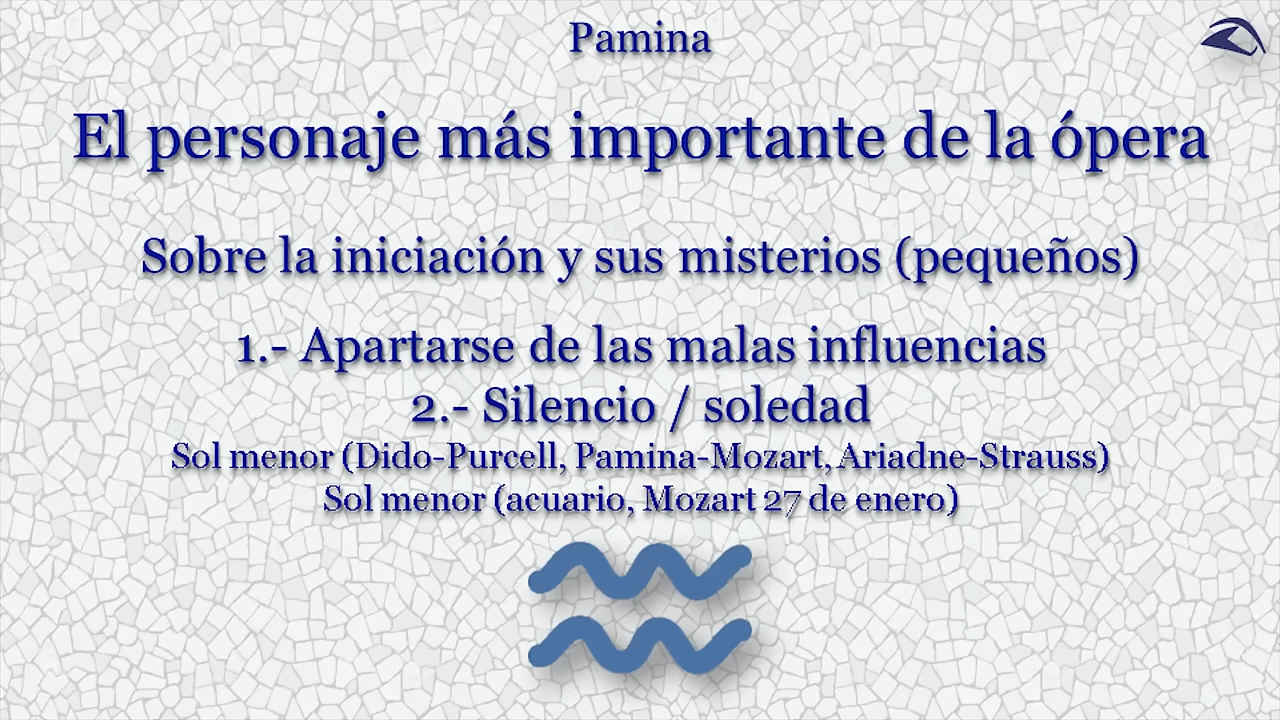 Pamina
El personaje más importante de la ópera
Sobre la iniciación y sus misterios (pequeños)
1.- Apartarse de las malas influencias
2.- Silencio / soledad
Sol menor (Dido-Purcell, Pamina-Mozart, Ariadne-Strauss)
Sol menor (acuario, Mozart 27 de enero)